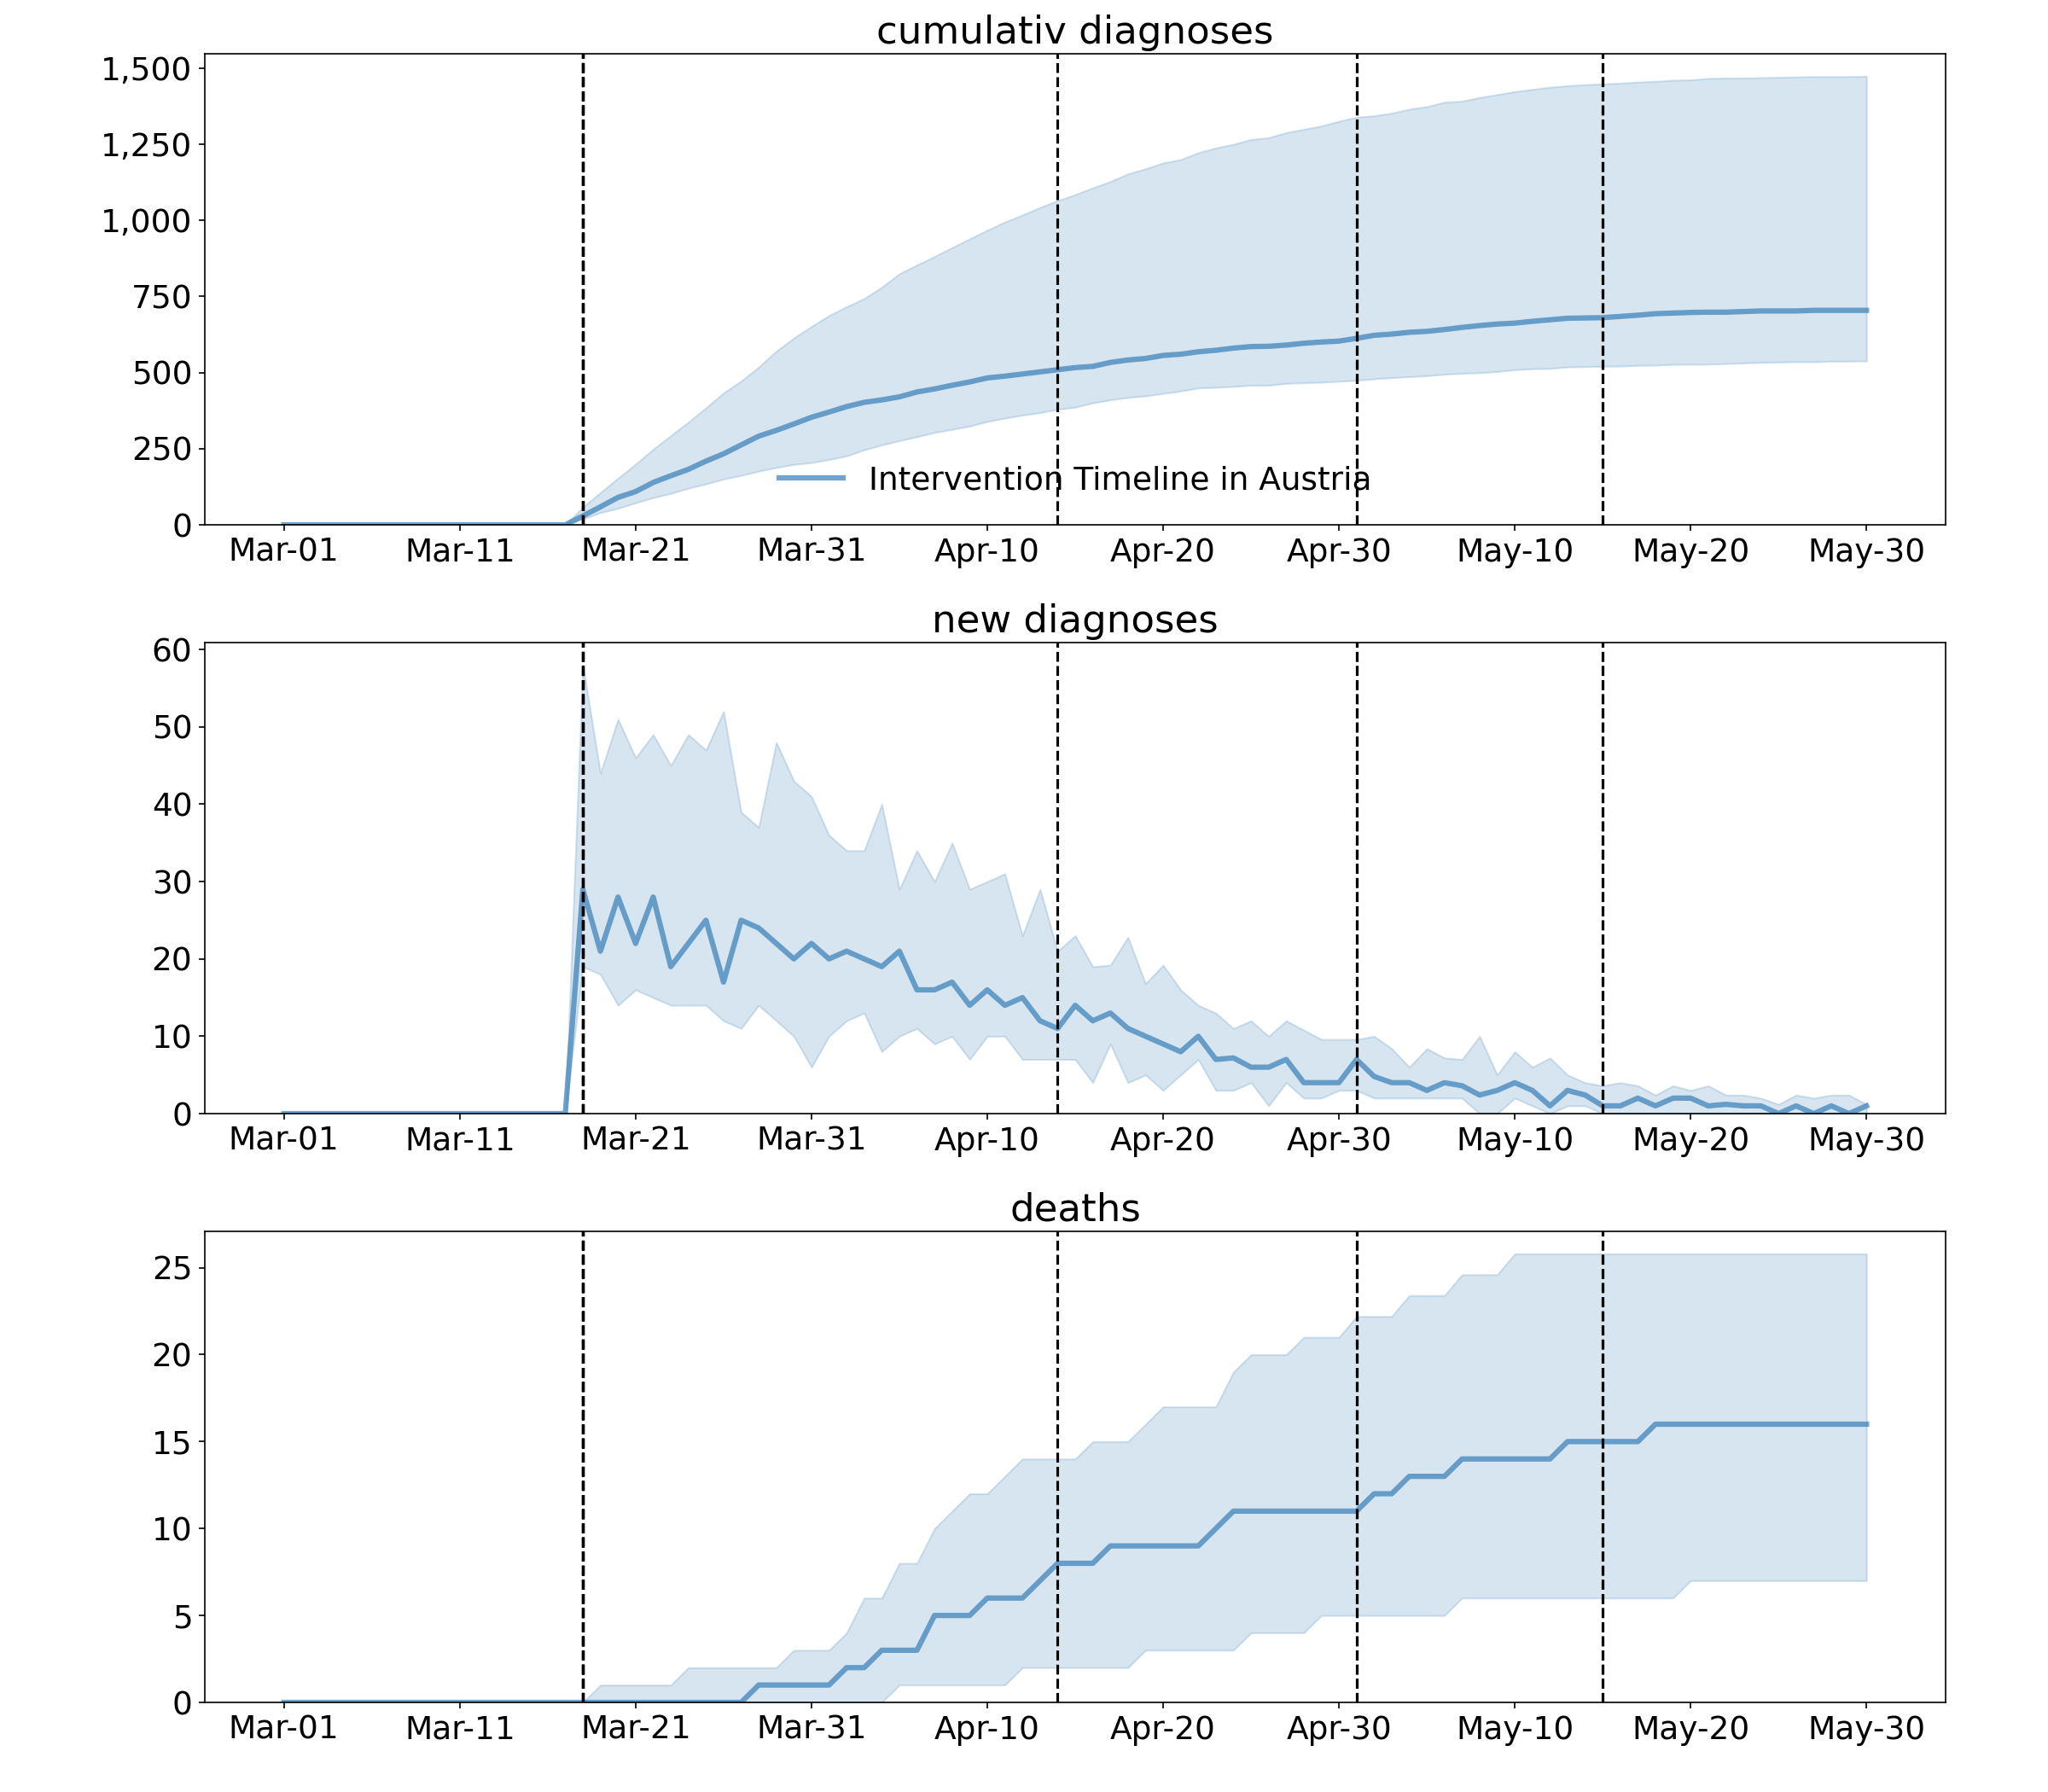 cumulativ diagnoses
1,500
1,250
1,000
750
500
250
0
Intervention Timeline in Austria
Mar-01 Mar-11 Mar-21 Mar-31 Apr-10 Apr-20 Apr-30 May-10 May-20 May-30
new diagnoses
60
50
40
30
20
10
0
Mar-01 Mar-11 Mar-21 Mar-31 Apr-10 Apr-20 Apr-30 May-10 May-20 May-30
deaths
25
20
15
10
5
0
Mar-01 Mar-11 Mar-21 Mar-31 Apr-10 Apr-20 Apr-30 May-10 May-20 May-30